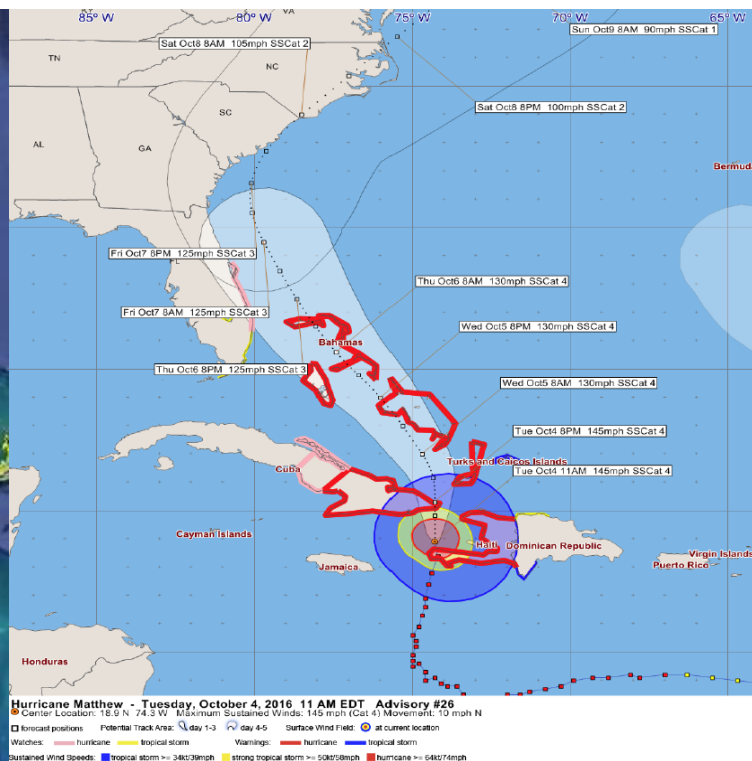 85° W 80° W 75° W 70° W 65° W
VA
Sun Oct9 8AM 90mph SSCat 1
Sat Oct8 8AM 105mph SSCat 2
TN
NC
Sat Oct8 8PM 100mph SSCat 2
SC
AL
GA
Bermud
Fri Oct7 8PM 125mph SSCat 3
FL
Thu Oct6 8AM 130mph SSCat 4
Fri Oct7 8AM 125mph SSCat 3
Wed Oct5 8PM 130mph SSCat 4
Bahamas
Thu Oct6 8PM 125mph SSCat 3
Wed Oct5 8AM 130mph SSCat 4
Tue Oct4 8PM 145mph SSCat 4
Turks and Caicos Islands
Cuba
Tue Oct4 11AM 145mph SSCat 4
Cayman Islands
Haiti
Dominican Republic
Virgin Islands
Jamaica
Puerto Rico
Honduras
Hurricane Matthew - Tuesday, October 4, 2016 11 AM EDT Advisory #26
Center Location: 18.9 N 74.3 W Maximum Sustained Winds: 145 mph (Cat 4) Movement: 10 mph N
forecast positions Potential Track Area: day 1-3 day 4-5 Surface Wind Field: at current location
Watches: hurricane tropical storm Warnings: hurricane tropical storm
Sustained Wind Speeds: tropical storm >= 34kt/39mph strong tropical storm >= 50kt/58mph hurricane >= 64kt/74mph